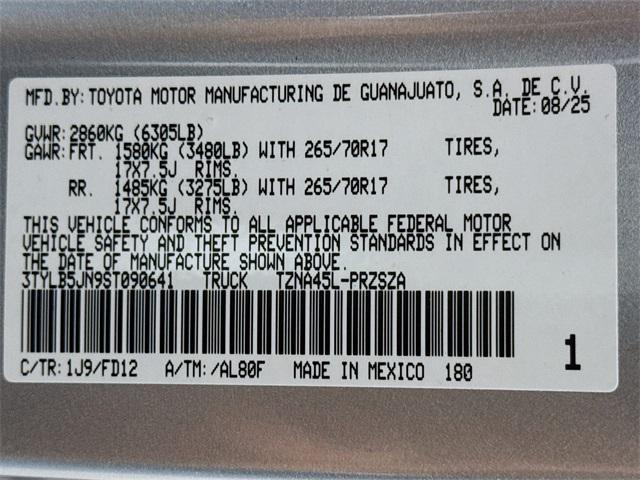 MFD.BY: TOYOTA MOTOR MANUFACTURING DE GUANAJUATO, S.A. DE C.V.
DATE: 08/25
GVWR: 2860KG (6305LB)
GAWR: FRT. 1580KG (3480LB) WITH 265/70R17 TIRES,
17X7.5J RIMS.
RR. 1485KG (3275LB) WITH 265/70R17 TIRES,
17X7.5J RIMS.
THIS VEHICLE CONFORMS TO ALL APPLICABLE FEDERAL MOTOR
VEHICLE SAFETY AND THEFT PREVENTION STANDARDS IN EFFECT ON
THE DATE OF MANUFACTURE SHOWN ABOVE.
3TYLB5JN9ST090641 TRUCK TZNA45L-PRZSZA
C/TR: 1J9/FD12 A/TM: /AL80F MADE IN MEXICO 180
1